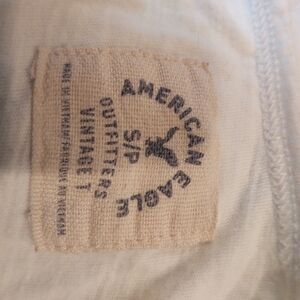 AMERICAN EAGLE
S/P
OUTFITTERS
VINTAGE T
MADE IN VIETNAM/FABRIQUE AU VIETNAM